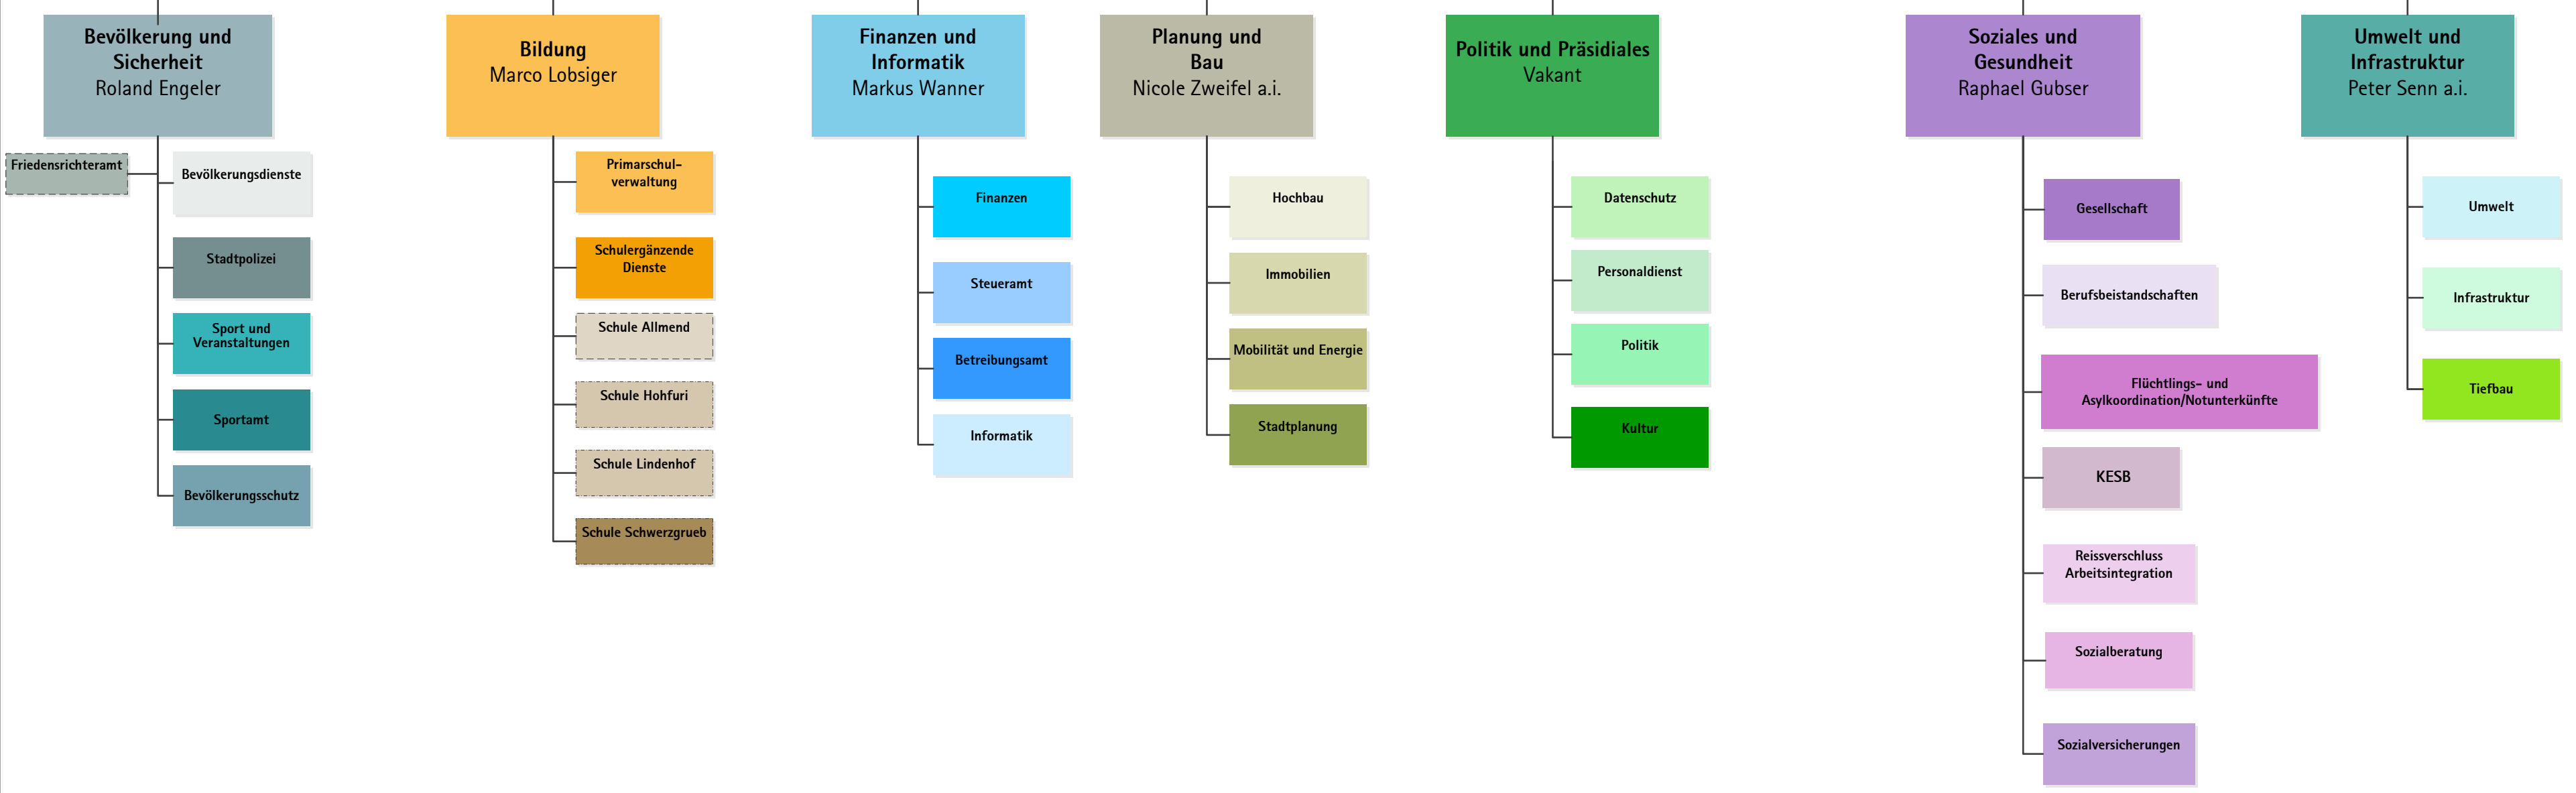 Bevölkerung und
Sicherheit
Roland Engeler
Friedensrichteramt
Bevölkerungsdienste
Stadtpolizei
Sport und
Veranstaltungen
Sportamt
Bevölkerungsschutz
Bildung
Marco Lobsiger
Primarschul-
verwaltung
Schulergänzende
Dienste
Schule Allmend
Schule Hohfuri
Schule Lindenhof
Schule Schwerzgrueb
Finanzen und
Informatik
Markus Wanner
Finanzen
Steueramt
Betreibungsamt
Informatik
Planung und
Bau
Nicole Zweifel a.i.
Hochbau
Immobilien
Mobilität und Energie
Stadtplanung
Politik und Präsidiales
Vakant
Datenschutz
Personaldienst
Politik
Kultur
Soziales und
Gesundheit
Raphael Gubser
Gesellschaft
Berufsbeistandschaften
Flüchtlings- und
Asylkoordination/Notunterkünfte
KESB
Reissverschluss
Arbeitsintegration
Sozialberatung
Sozialversicherungen
Umwelt und
Infrastruktur
Peter Senn a.i.
Umwelt
Infrastruktur
Tiefbau